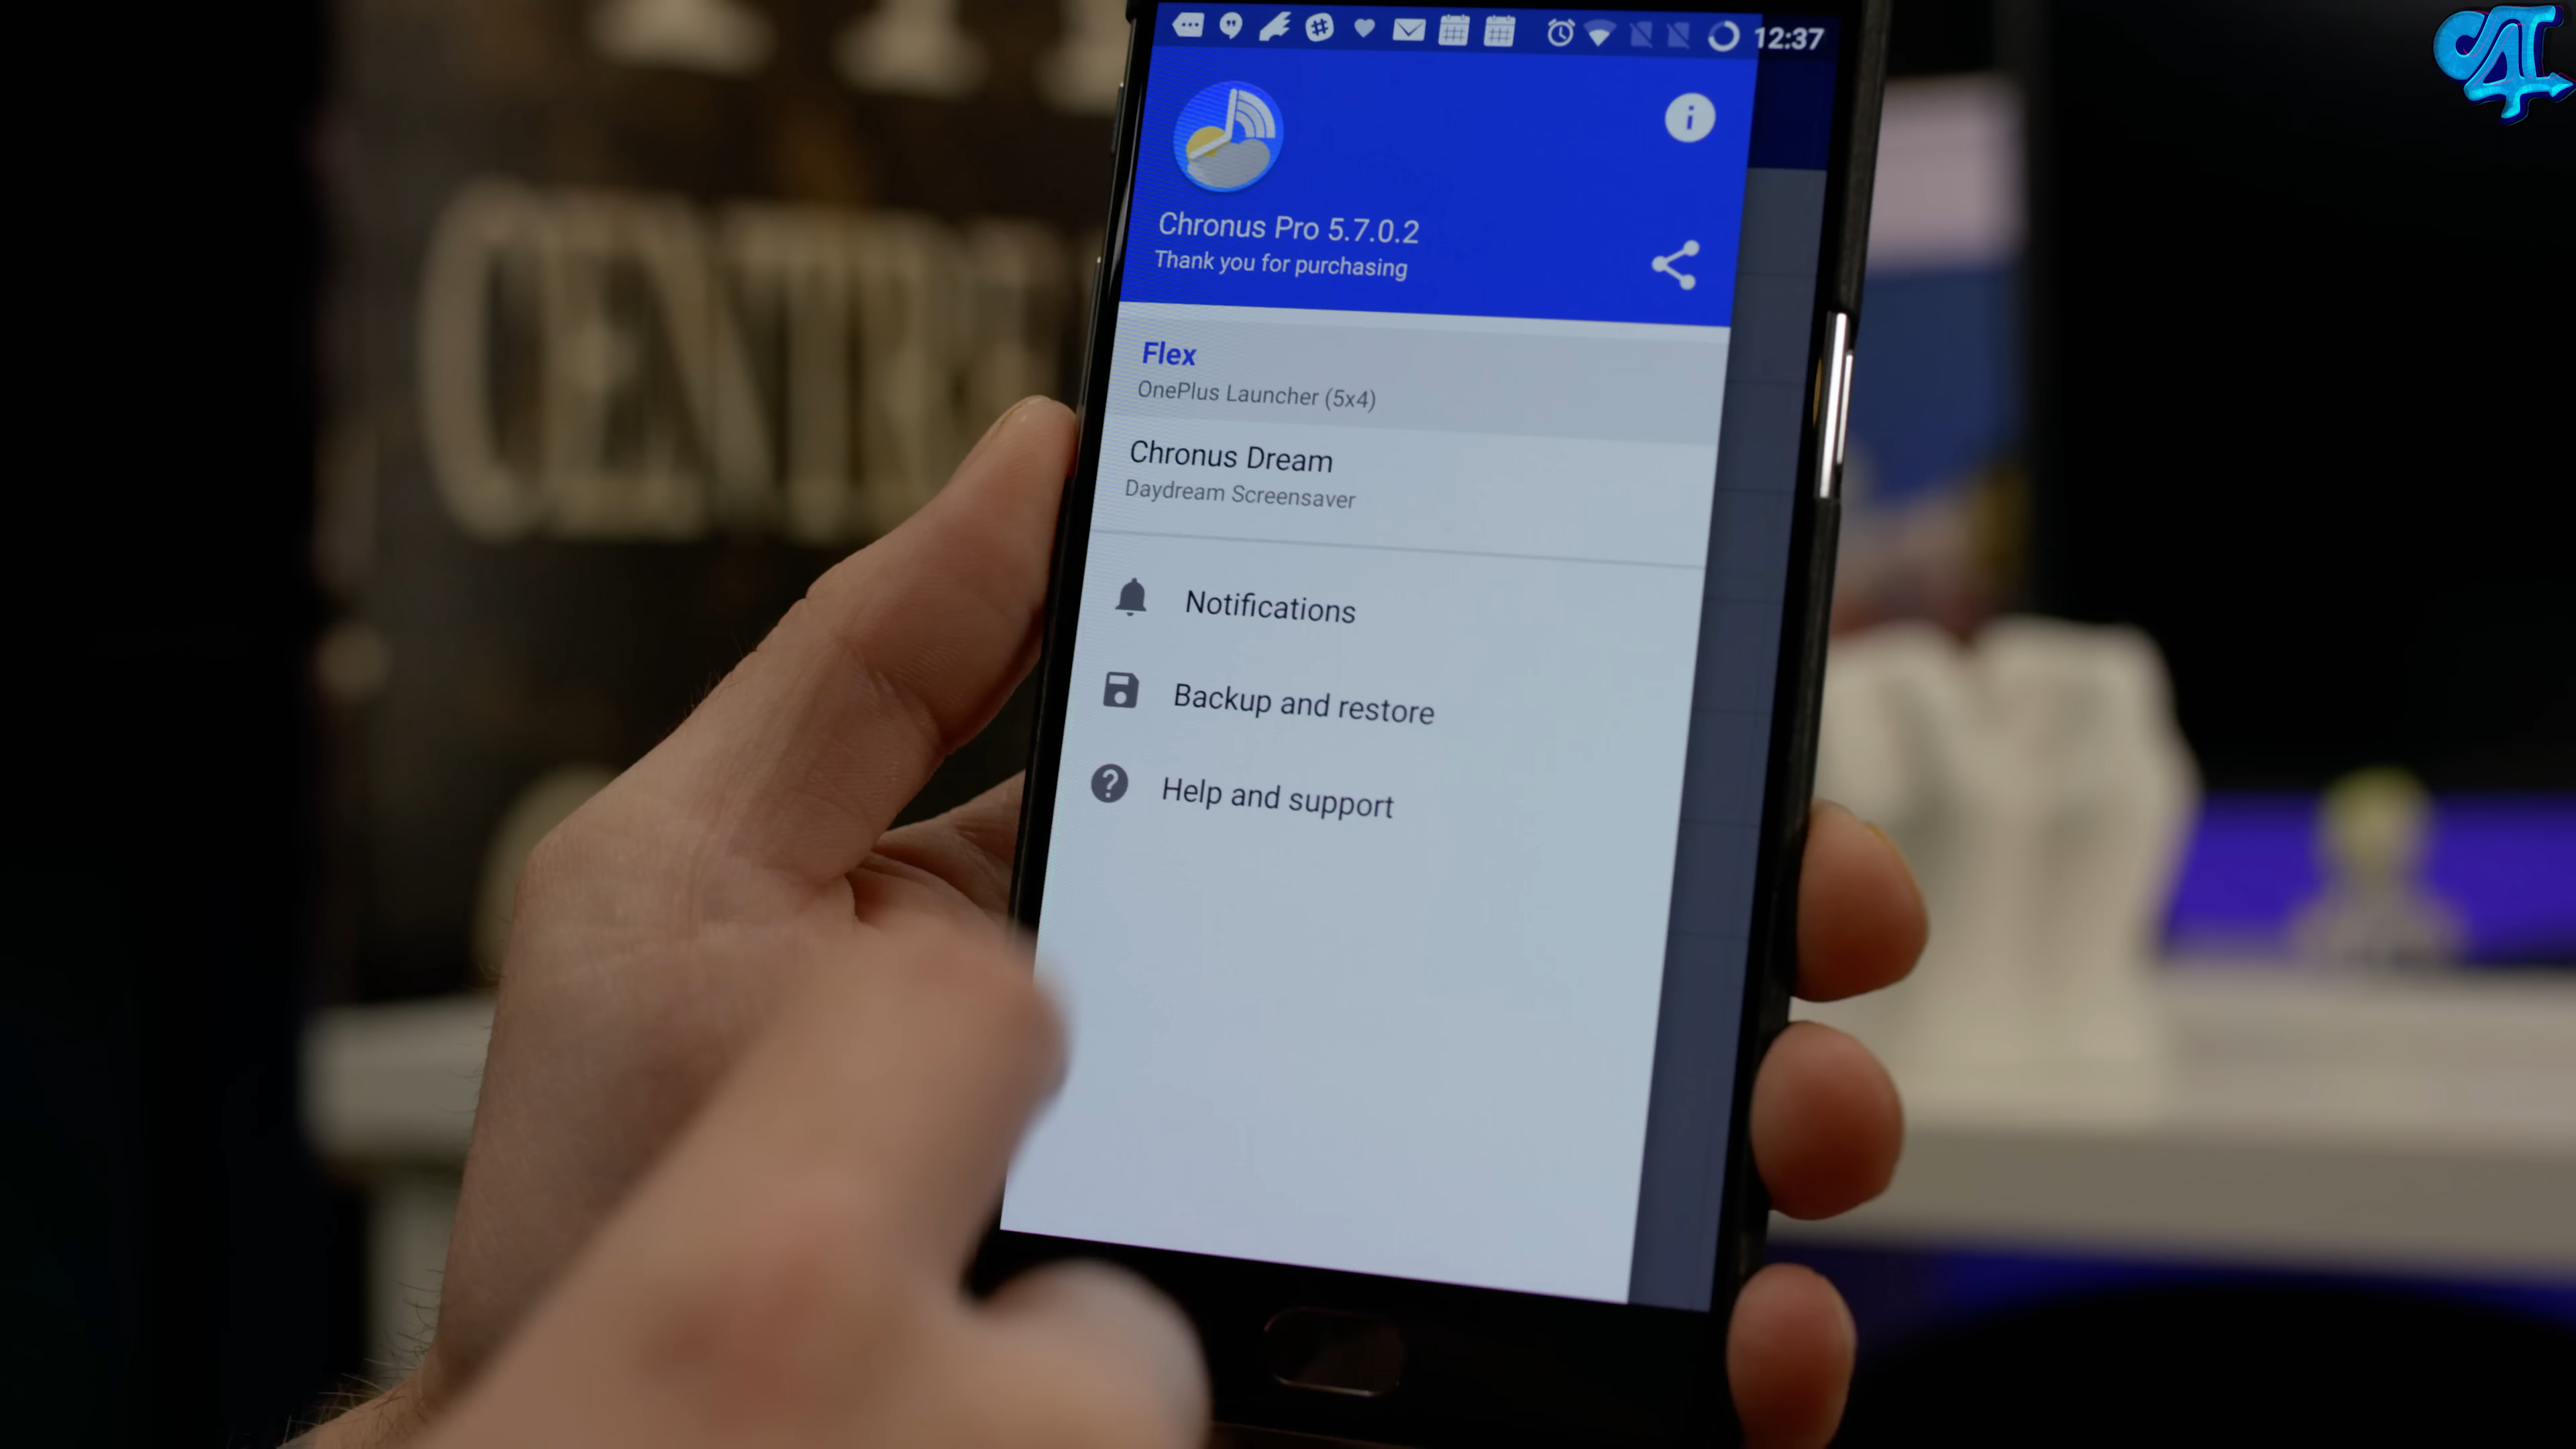 12:37
Chronus Pro 5.7.0.2
Thank you for purchasing
Flex
OnePlus Launcher (5x4)
Chronus Dream
Daydream Screensaver
Notifications
Backup and restore
Help and support